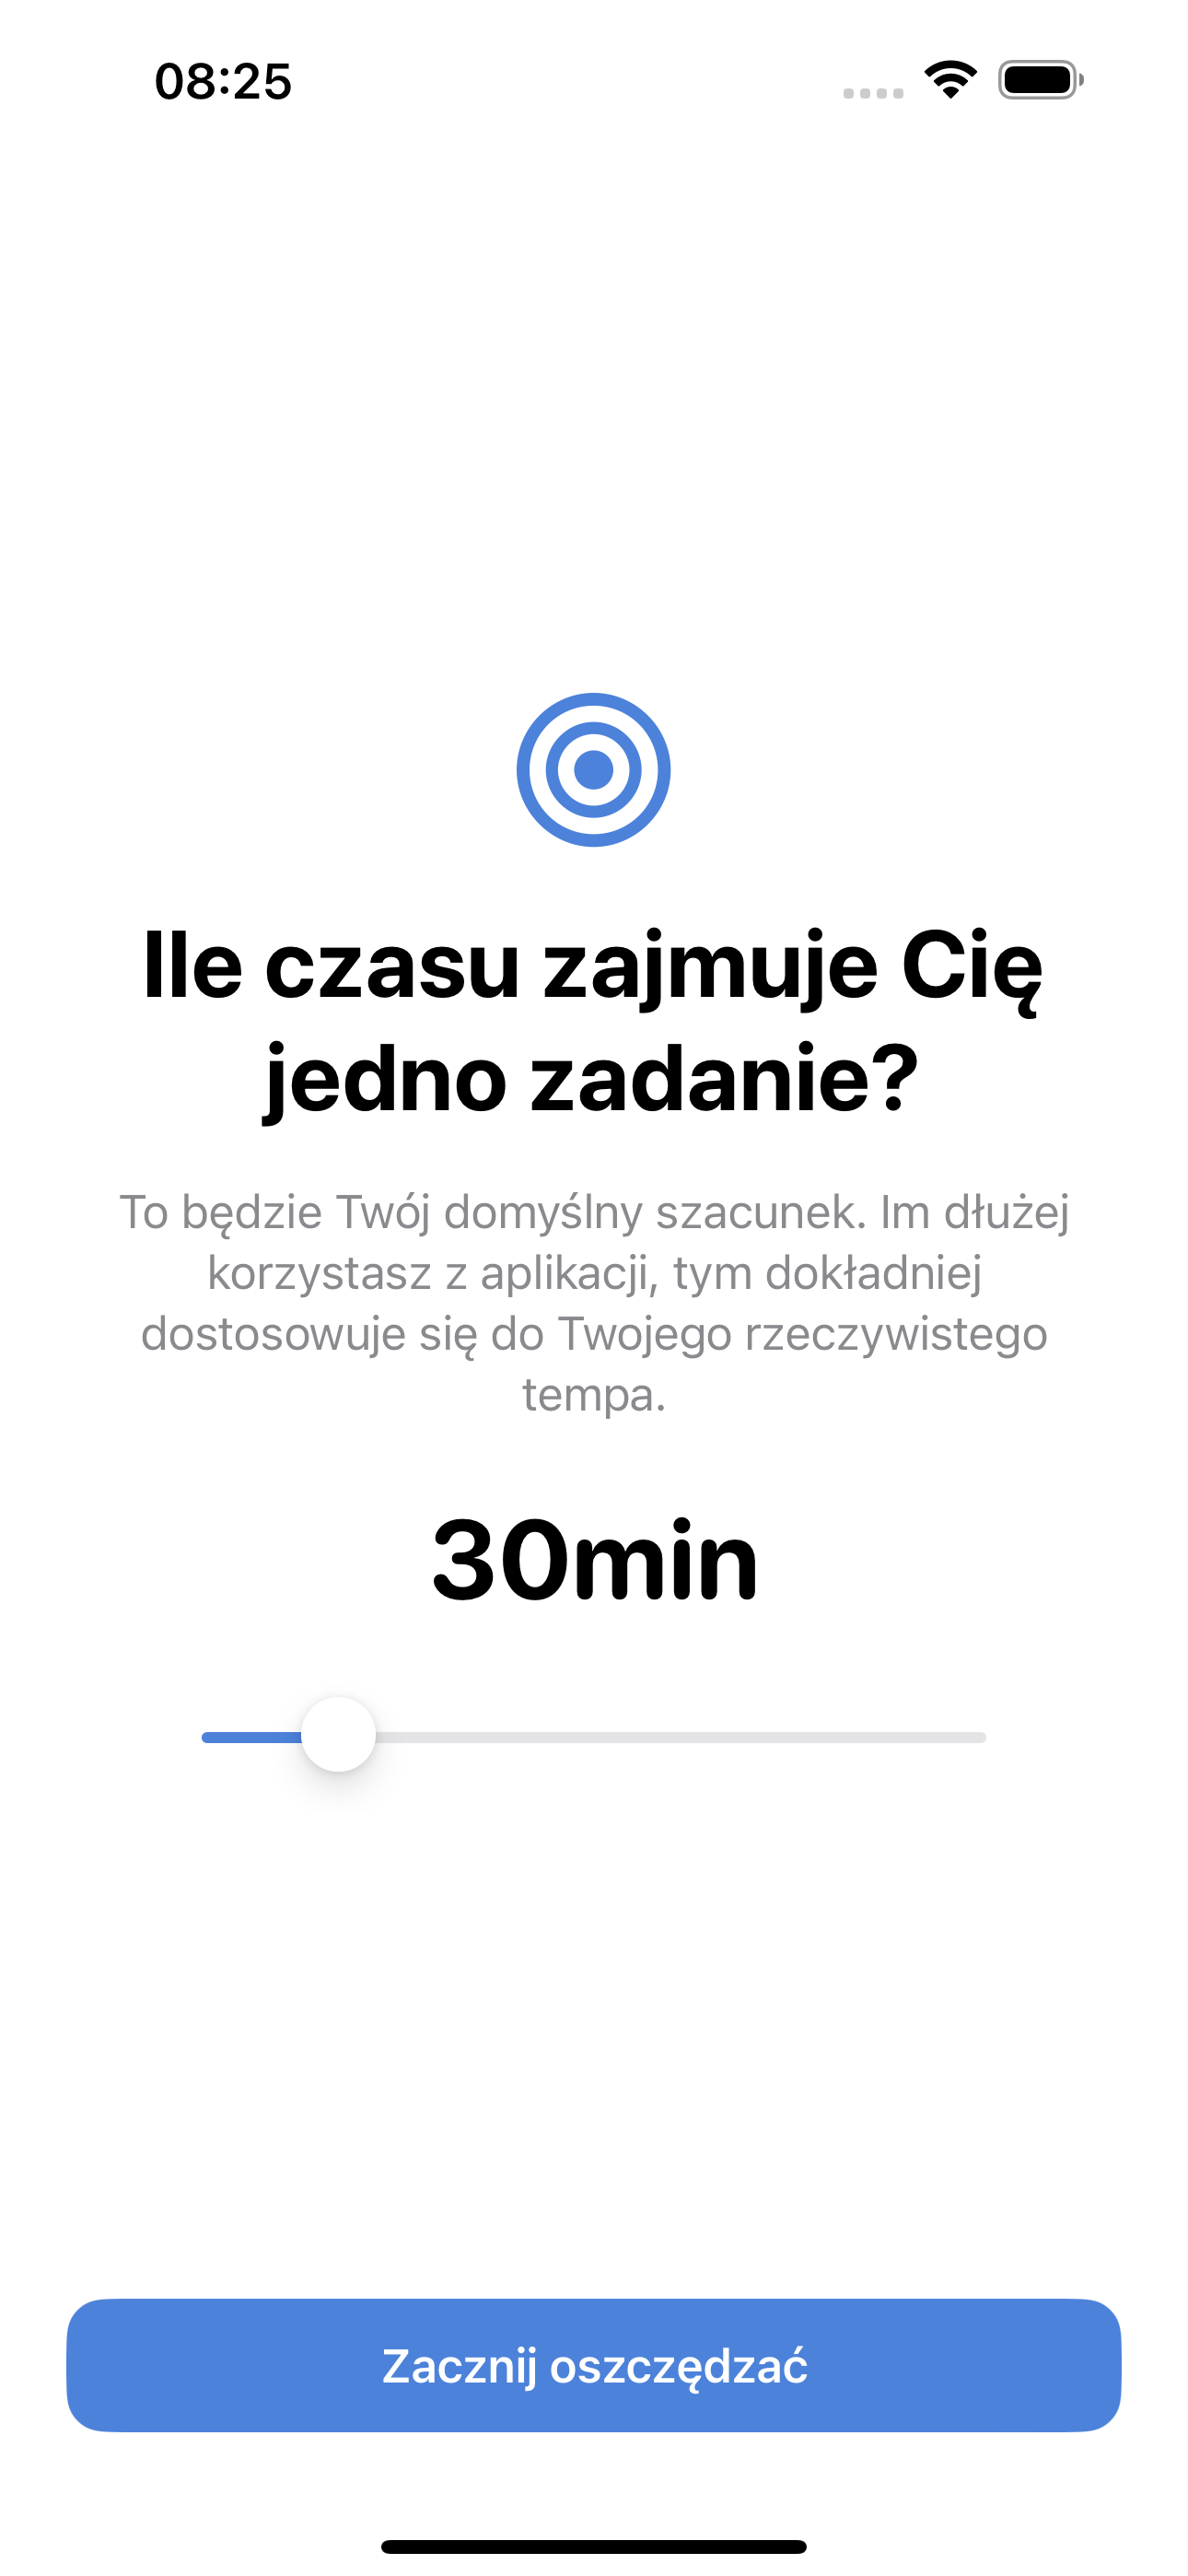 08:25
Ile czasu zajmuje Cię
jedno zadanie?
To będzie Twój domyślny szacunek. Im dłużej
korzystasz z aplikacji, tym dokładniej
dostosowuje się do Twojego rzeczywistego
tempa.
30min
Zacznij oszczędzać